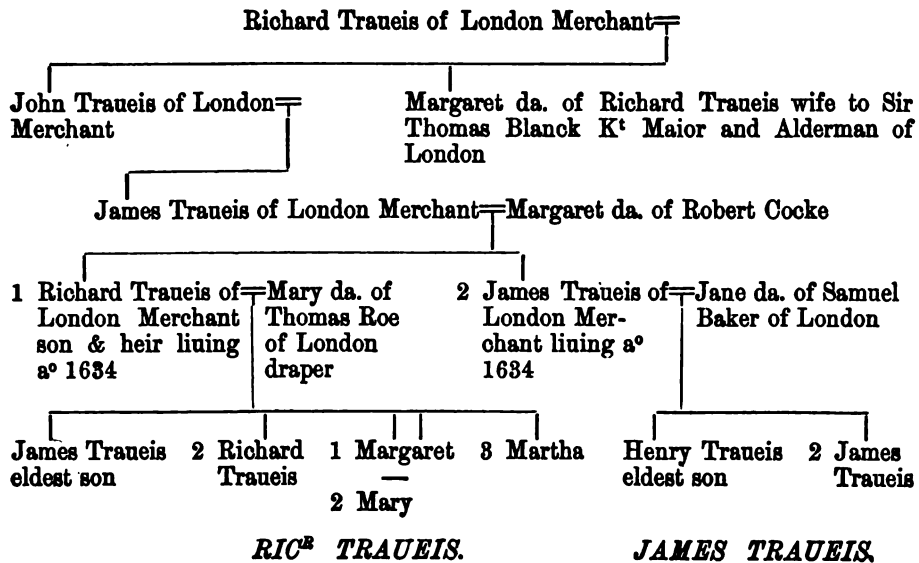 Richard Traueis of London Merchant
John Traueis of London
Merchant
Margaret da. of Richard Traueis wife to Sir
Thomas Blanck Kᵗ Maior and Alderman of
London
James Traueis of London Merchant
Margaret da. of Robert Cocke
1 Richard Traueis of
London Merchant
son & heir liuing
aº 1634
Mary da. of
Thomas Roe
of London
draper
2 James Traueis of
London Mer-
chant liuing aº
1634
Jane da. of Samuel
Baker of London
James Traueis
eldest son
2 Richard
Traueis
1 Margaret
2 Mary
3 Martha
Henry Traueis
eldest son
2 James
Traueis
RICᴿ TRAUEIS.
JAMES TRAUEIS.